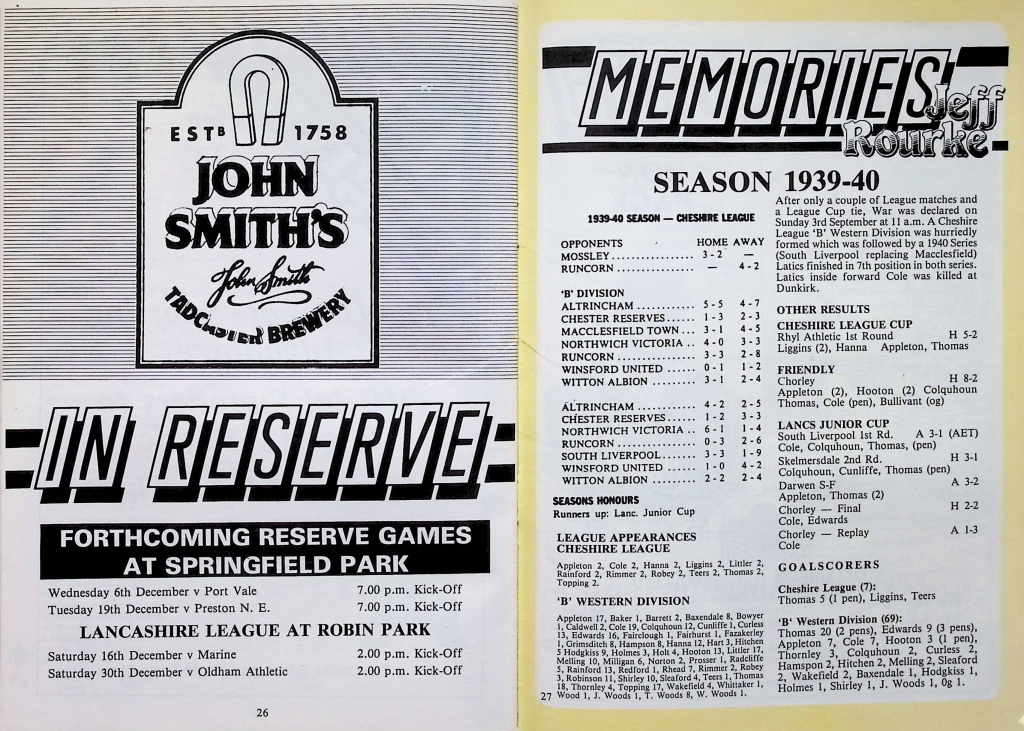 ESTᴮ 1758
JOHN
SMITH'S
John Smith
TADCASTER BREWERY
IN RESERVE
FORTHCOMING RESERVE GAMES
AT SPRINGFIELD PARK
Wednesday 6th December v Port Vale 7.00 p.m. Kick-Off
Tuesday 19th December v Preston N. E. 7.00 p.m. Kick-Off
LANCASHIRE LEAGUE AT ROBIN PARK
Saturday 16th December v Marine 2.00 p.m. Kick-Off
Saturday 30th December v Oldham Athletic 2.00 p.m. Kick-Off
26
MEMORIES
Jeff
Rourke
SEASON 1939-40
1939-40 SEASON — CHESHIRE LEAGUE
OPPONENTS HOME AWAY
MOSSLEY ................ 3 - 2 —
RUNCORN ................ — 4 - 2
'B' DIVISION
ALTRINCHAM ........... 5 - 5 4 - 7
CHESTER RESERVES ...... 1 - 3 2 - 3
MACCLESFIELD TOWN ... 3 - 1 4 - 5
NORTHWICH VICTORIA .. 4 - 0 3 - 3
RUNCORN ............... 3 - 3 2 - 8
WINSFORD UNITED ...... 0 - 1 1 - 2
WITTON ALBION ......... 3 - 1 2 - 4
ALTRINCHAM ........... 4 - 2 2 - 5
CHESTER RESERVES ...... 1 - 2 3 - 3
NORTHWICH VICTORIA .. 6 - 1 1 - 4
RUNCORN ............... 0 - 3 2 - 6
SOUTH LIVERPOOL ....... 3 - 3 1 - 9
WINSFORD UNITED ...... 1 - 0 4 - 2
WITTON ALBION ......... 2 - 2 2 - 4
SEASONS HONOURS
Runners up: Lanc. Junior Cup
LEAGUE APPEARANCES
CHESHIRE LEAGUE
Appleton 2, Cole 2, Hanna 2, Liggins 2, Littler 2,
Rainford 2, Rimmer 2, Robey 2, Teers 2, Thomas 2,
Topping 2.
'B' WESTERN DIVISION
Appleton 17, Baker 1, Barrett 2, Baxendale 8, Bowyer
1, Caldwell 2, Cole 19, Colquhoun 12, Cunliffe 1, Curless
13, Edwards 16, Fairclough 1, Fairhurst 1, Fazakerley
1, Grimsditch 8, Hampson 8, Hanna 12, Hart 3, Hitchen
5 Hodgkiss 9, Holmes 3, Holt 4, Hooton 13, Littler 17,
Melling 10, Milligan 6, Norton 2, Prosser 1, Radcliffe
5, Rainford 13, Redford 1, Rhead 7, Rimmer 2, Robey
3, Robinson 11, Shirley 10, Sleaford 4, Teers 1, Thomas
18, Thornley 4, Topping 17, Wakefield 4, Whittaker 1,
Wood 1, J. Woods 1, T. Woods 8, W. Woods 1.
27
After only a couple of League matches and
a League Cup tie, War was declared on
Sunday 3rd September at 11 a.m. A Cheshire
League 'B' Western Division was hurriedly
formed which was followed by a 1940 Series
(South Liverpool replacing Macclesfield)
Latics finished in 7th position in both series.
Latics inside forward Cole was killed at
Dunkirk.
OTHER RESULTS
CHESHIRE LEAGUE CUP
Rhyl Athletic 1st Round H 5-2
Liggins (2), Hanna Appleton, Thomas
FRIENDLY
Chorley H 8-2
Appleton (2), Hooton (2) Colquhoun
Thomas, Cole (pen), Bullivant (og)
LANCS JUNIOR CUP
South Liverpool 1st Rd. A 3-1 (AET)
Cole, Colquhoun, Thomas, (pen)
Skelmersdale 2nd Rd. H 3-1
Colquhoun, Cunliffe, Thomas (pen)
Darwen S-F A 3-2
Appleton, Thomas (2)
Chorley — Final H 2-2
Cole, Edwards
Chorley — Replay A 1-3
Cole
GOALSCORERS
Cheshire League (7):
Thomas 5 (1 pen), Liggins, Teers
'B' Western Division (69):
Thomas 20 (2 pens), Edwards 9 (3 pens),
Appleton 7, Cole 7, Hooton 3 (1 pen),
Thornley 3, Colquhoun 2, Curless 2,
Hamspon 2, Hitchen 2, Melling 2, Sleaford
2, Wakefield 2, Baxendale 1, Hodgkiss 1,
Holmes 1, Shirley 1, J. Woods 1, Og 1.